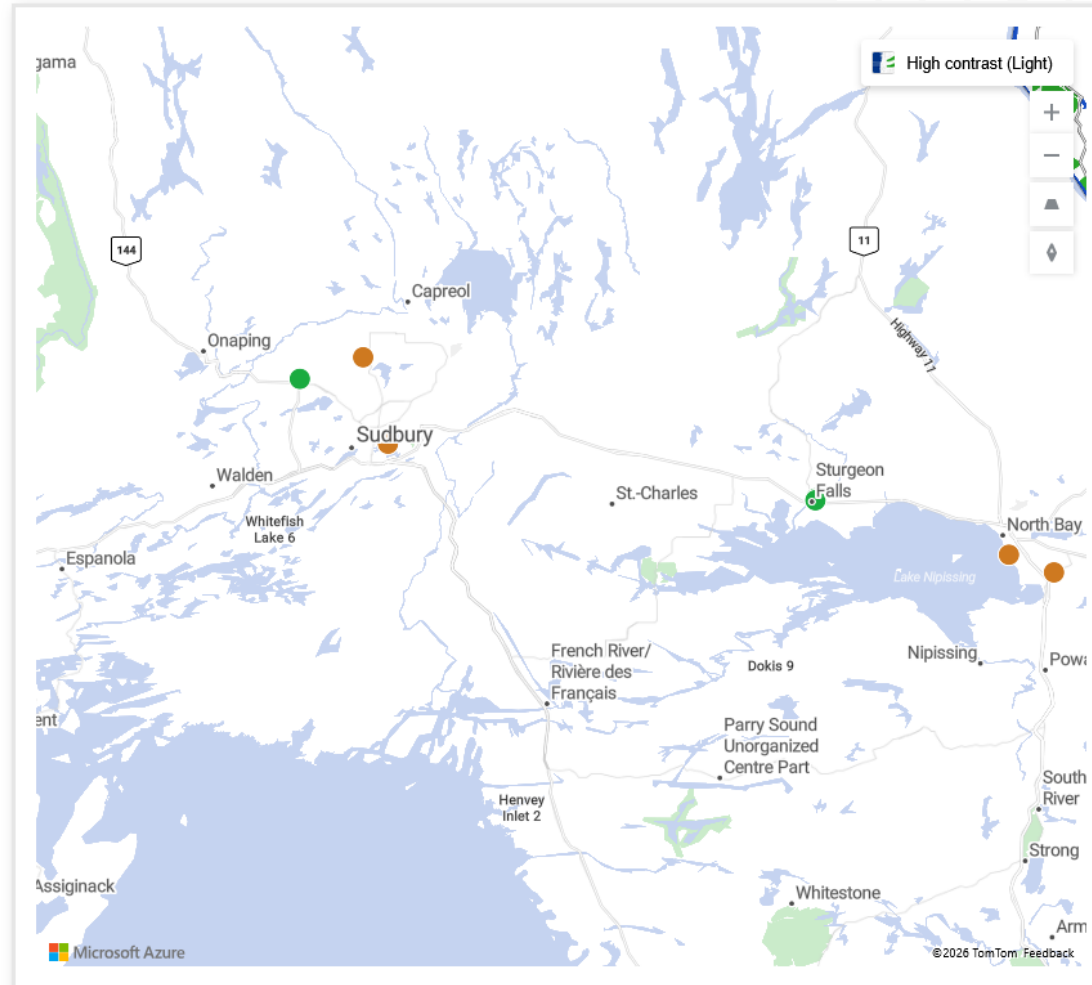 gama
High contrast (Light)
144
11
Capreol
Onaping
Highway 11
Sudbury
Walden
Sturgeon
Falls
St.-Charles
Whitefish
Lake 6
North Bay
Espanola
Lake Nipissing
French River/
Rivière des
Français
Nipissing
Dokis 9
Powa
ent
Parry Sound
Unorganized
Centre Part
South
River
Henvey
Inlet 2
Strong
Assiginack
Whitestone
Arm
Microsoft Azure
©2026 TomTom Feedback